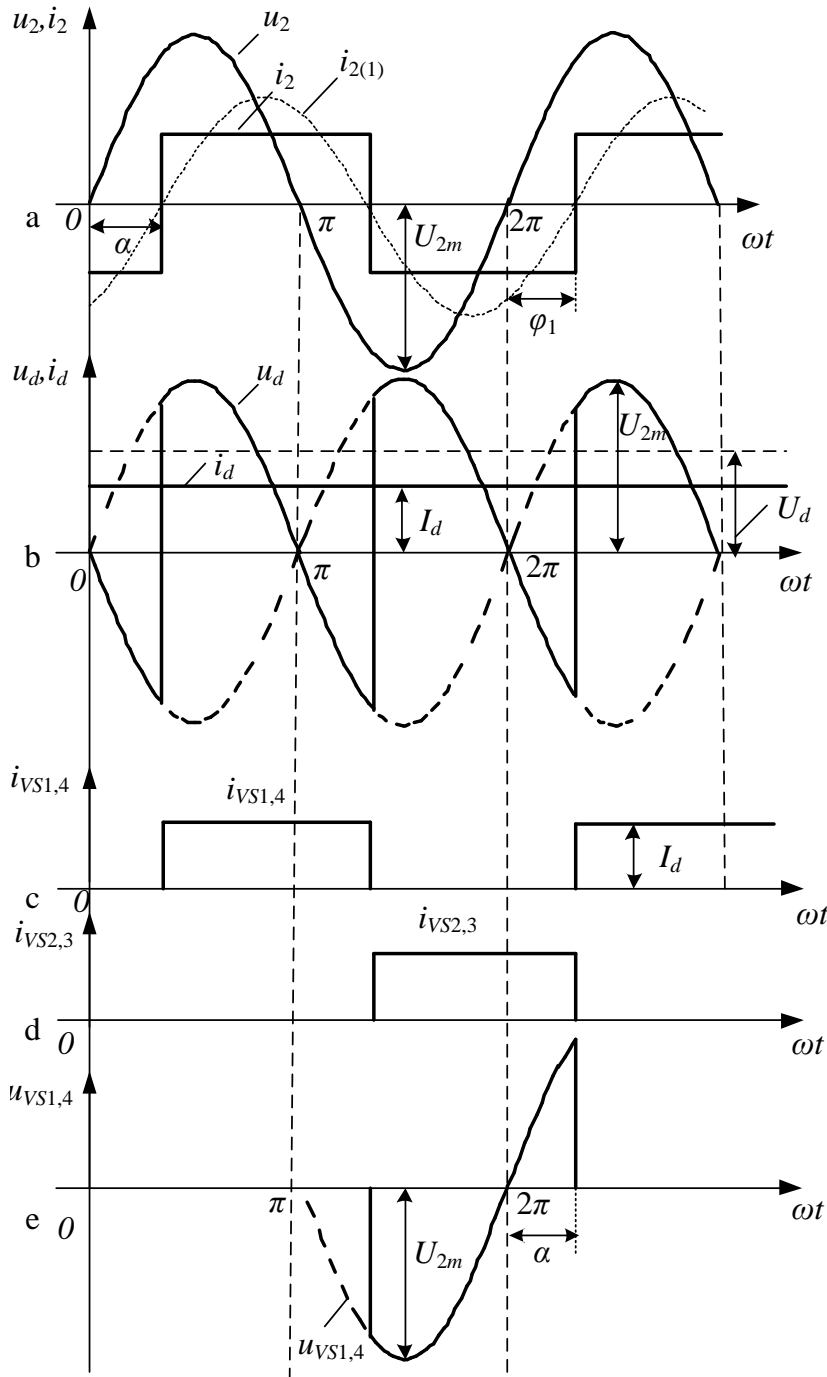 u2,i2
u2
i2
i2(1)
a
0
α
π
U2m
2π
ωt
φ1
ud,id
ud
U2m
id
Id
Ud
b
0
π
2π
ωt
iVS1,4
iVS1,4
Id
c
0
ωt
iVS2,3
iVS2,3
d
0
ωt
uVS1,4
π
2π
e
0
ωt
U2m
α
uVS1,4